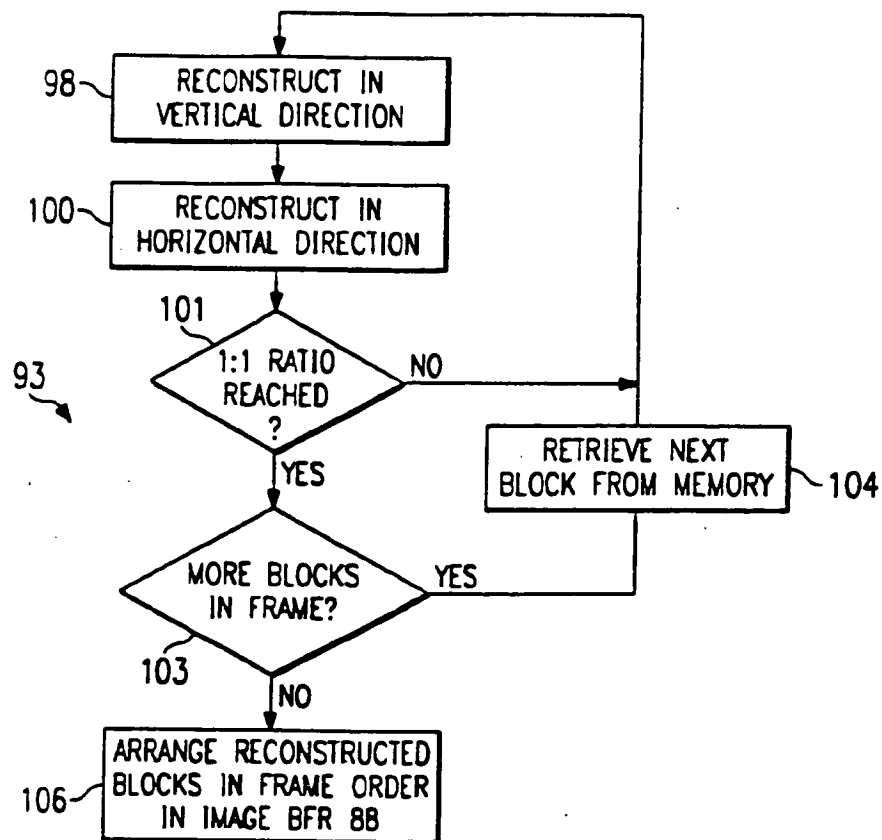 98
RECONSTRUCT IN
VERTICAL DIRECTION
100
RECONSTRUCT IN
HORIZONTAL DIRECTION
101
1:1 RATIO
REACHED
?
NO
93
YES
RETRIEVE NEXT
BLOCK FROM MEMORY
104
MORE BLOCKS
IN FRAME?
YES
103
NO
ARRANGE RECONSTRUCTED
BLOCKS IN FRAME ORDER
IN IMAGE BFR 88
106